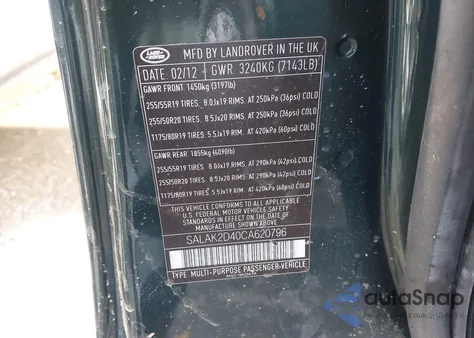 LAND ROVER
MFD BY LANDROVER IN THE UK
DATE: 02/12 - GWR: 3240KG (7143LB)
GAWR FRONT 1450kg (3197lb)
255/55R19 TIRES. 8.0Jx19 RIMS. AT 250kPa (36psi) COLD
255/50R20 TIRES. 8.5Jx20 RIMS. AT 250kPa (36psi) COLD
T175/80R19 TIRES. 5.5Jx19 RIM. AT 420kPa (60psi) COLD
GAWR REAR 1855kg (4090lb)
255/55R19 TIRES. 8.0Jx19 RIMS. AT 290kPa (42psi) COLD
255/50R20 TIRES. 8.5Jx20 RIMS. AT 290kPa (42psi) COLD
T175/80R19 TIRES. 5.5Jx19 RIM. AT 420kPa (60psi) COLD
THIS VEHICLE CONFORMS TO ALL APPLICABLE
U.S. FEDERAL MOTOR VEHICLE SAFETY STANDARDS
IN EFFECT ON THE DATE OF MANUFACTURE
SHOWN ABOVE
SALAK2D40CA620796
TYPE: MULTI-PURPOSE PASSENGER VEHICLE
autoSnap